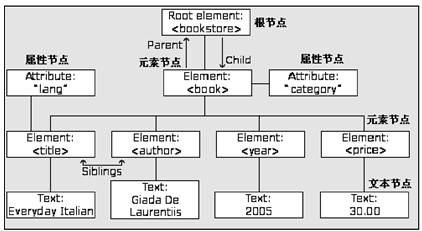 Root element:
<bookstore>
根节点
Parent
Child
元素节点
属性节点
属性节点
Attribute:
"lang"
Element:
<book>
Attribute:
"category"
元素节点
Element:
<title>
Element:
<author>
Element:
<year>
Element:
<price>
Siblings
文本节点
Text:
Everyday Italian
Text:
Giada De
Laurentiis
Text:
2005
Text:
30.00